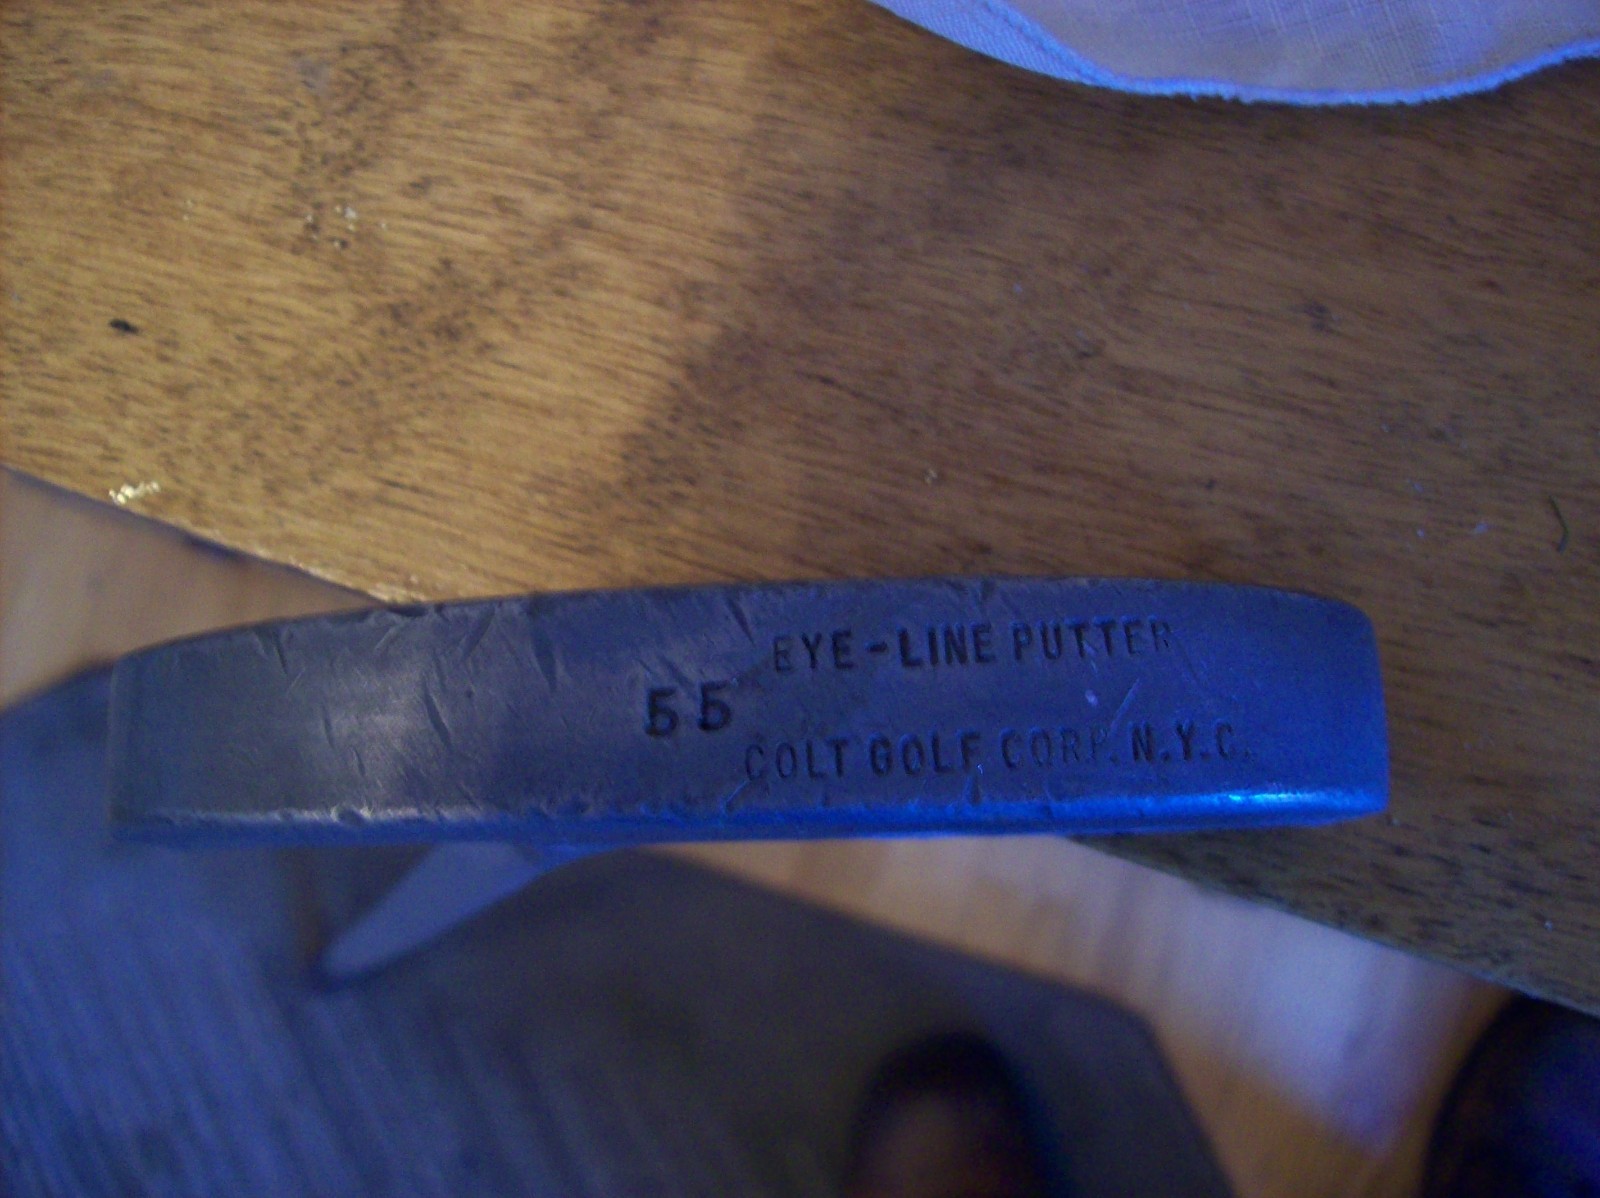 EYE-LINE PUTTER
55
COLT GOLF CORP. N.Y.C.